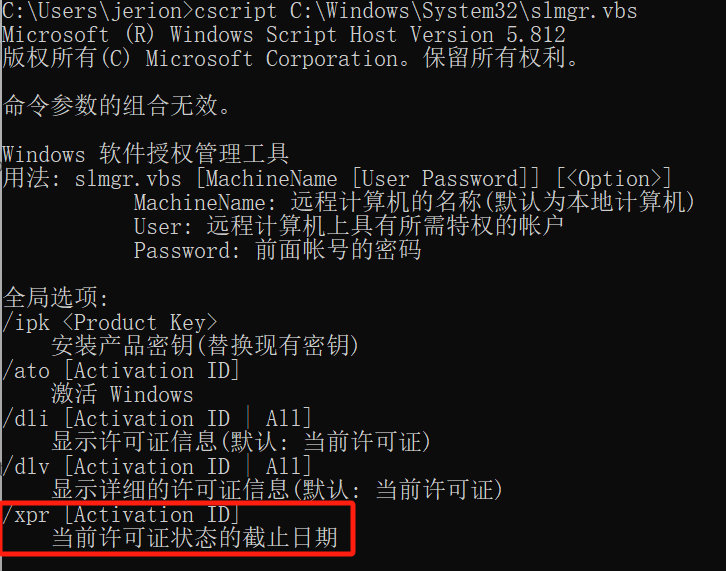 C:\Users\jerion>cscript C:\Windows\System32\slmgr.vbs
Microsoft (R) Windows Script Host Version 5.812
版权所有(C) Microsoft Corporation。保留所有权利。
命令参数的组合无效。
Windows 软件授权管理工具
用法: slmgr.vbs [MachineName [User Password]] [<Option>]
MachineName: 远程计算机的名称(默认为本地计算机)
User: 远程计算机上具有所需特权的帐户
Password: 前面帐号的密码
全局选项:
/ipk <Product Key>
安装产品密钥(替换现有密钥)
/ato [Activation ID]
激活 Windows
/dli [Activation ID | All]
显示许可证信息(默认: 当前许可证)
/dlv [Activation ID | All]
显示详细的许可证信息(默认: 当前许可证)
/xpr [Activation ID]
当前许可证状态的截止日期